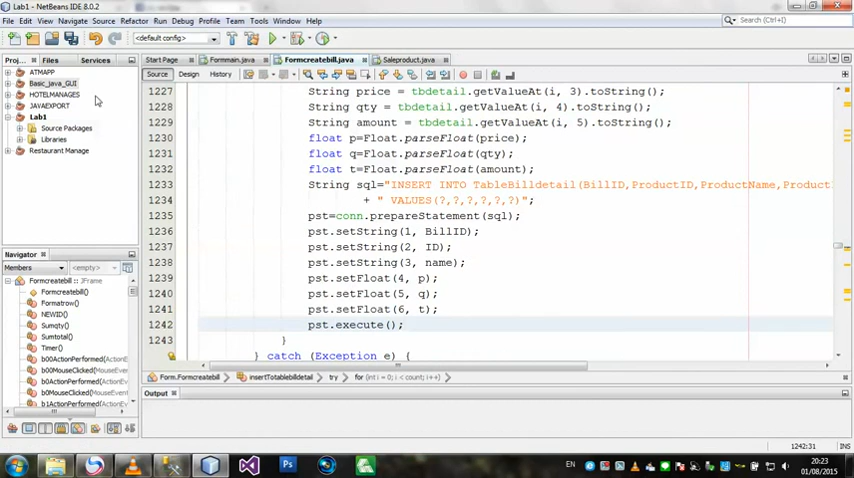 Lab1 - NetBeans IDE 8.0.2
File Edit View Navigate Source Refactor Run Debug Profile Team Tools Window Help
Search (Ctrl+I)
<default config>
Proj... Files Services
Start Page Formmain.java Formcreatebill.java Saleproduct.java
Source Design History
ATMAPP
Basic_java_GUI
HOTELMANAGES
JAVAEXPORT
Lab1
Source Packages
Libraries
Restaurant Manage
1227 String price = tbdetail.getValueAt(i, 3).toString();
1228 String qty = tbdetail.getValueAt(i, 4).toString();
1229 String amount = tbdetail.getValueAt(i, 5).toString();
1230 float p=Float.parseFloat(price);
1231 float q=Float.parseFloat(qty);
1232 float t=Float.parseFloat(amount);
1233 String sql="INSERT INTO TableBilldetail(BillID,ProductID,ProductName,Product
1234 + " VALUES(?,?,?,?,?,?)";
1235 pst=conn.prepareStatement(sql);
1236 pst.setString(1, BillID);
1237 pst.setString(2, ID);
1238 pst.setString(3, name);
1239 pst.setFloat(4, p);
1240 pst.setFloat(5, q);
1241 pst.setFloat(6, t);
1242 pst.execute();
1243 }
} catch (Exception e) {
Navigator
Members <empty>
Formcreatebill :: JFrame
Formcreatebill()
Formatrow()
NEWID()
Sumqty()
Sumtotal()
Timer()
b00ActionPerformed(ActionEv
b00MouseClicked(MouseEven
b0ActionPerformed(ActionEv
b0MouseClicked(MouseEvent
b1ActionPerformed(ActionEv
Form.Formcreatebill insertTotablebilldetail try for (int i = 0; i < count; i++)
Output
1242:31 INS
EN
20:23
01/08/2015